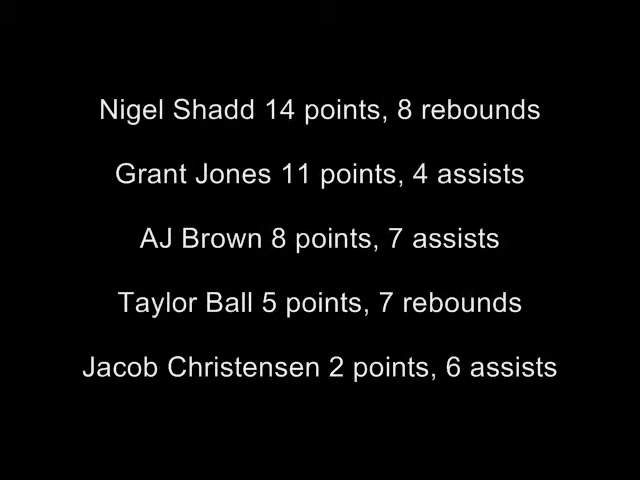 Nigel Shadd 14 points, 8 rebounds
Grant Jones 11 points, 4 assists
AJ Brown 8 points, 7 assists
Taylor Ball 5 points, 7 rebounds
Jacob Christensen 2 points, 6 assists